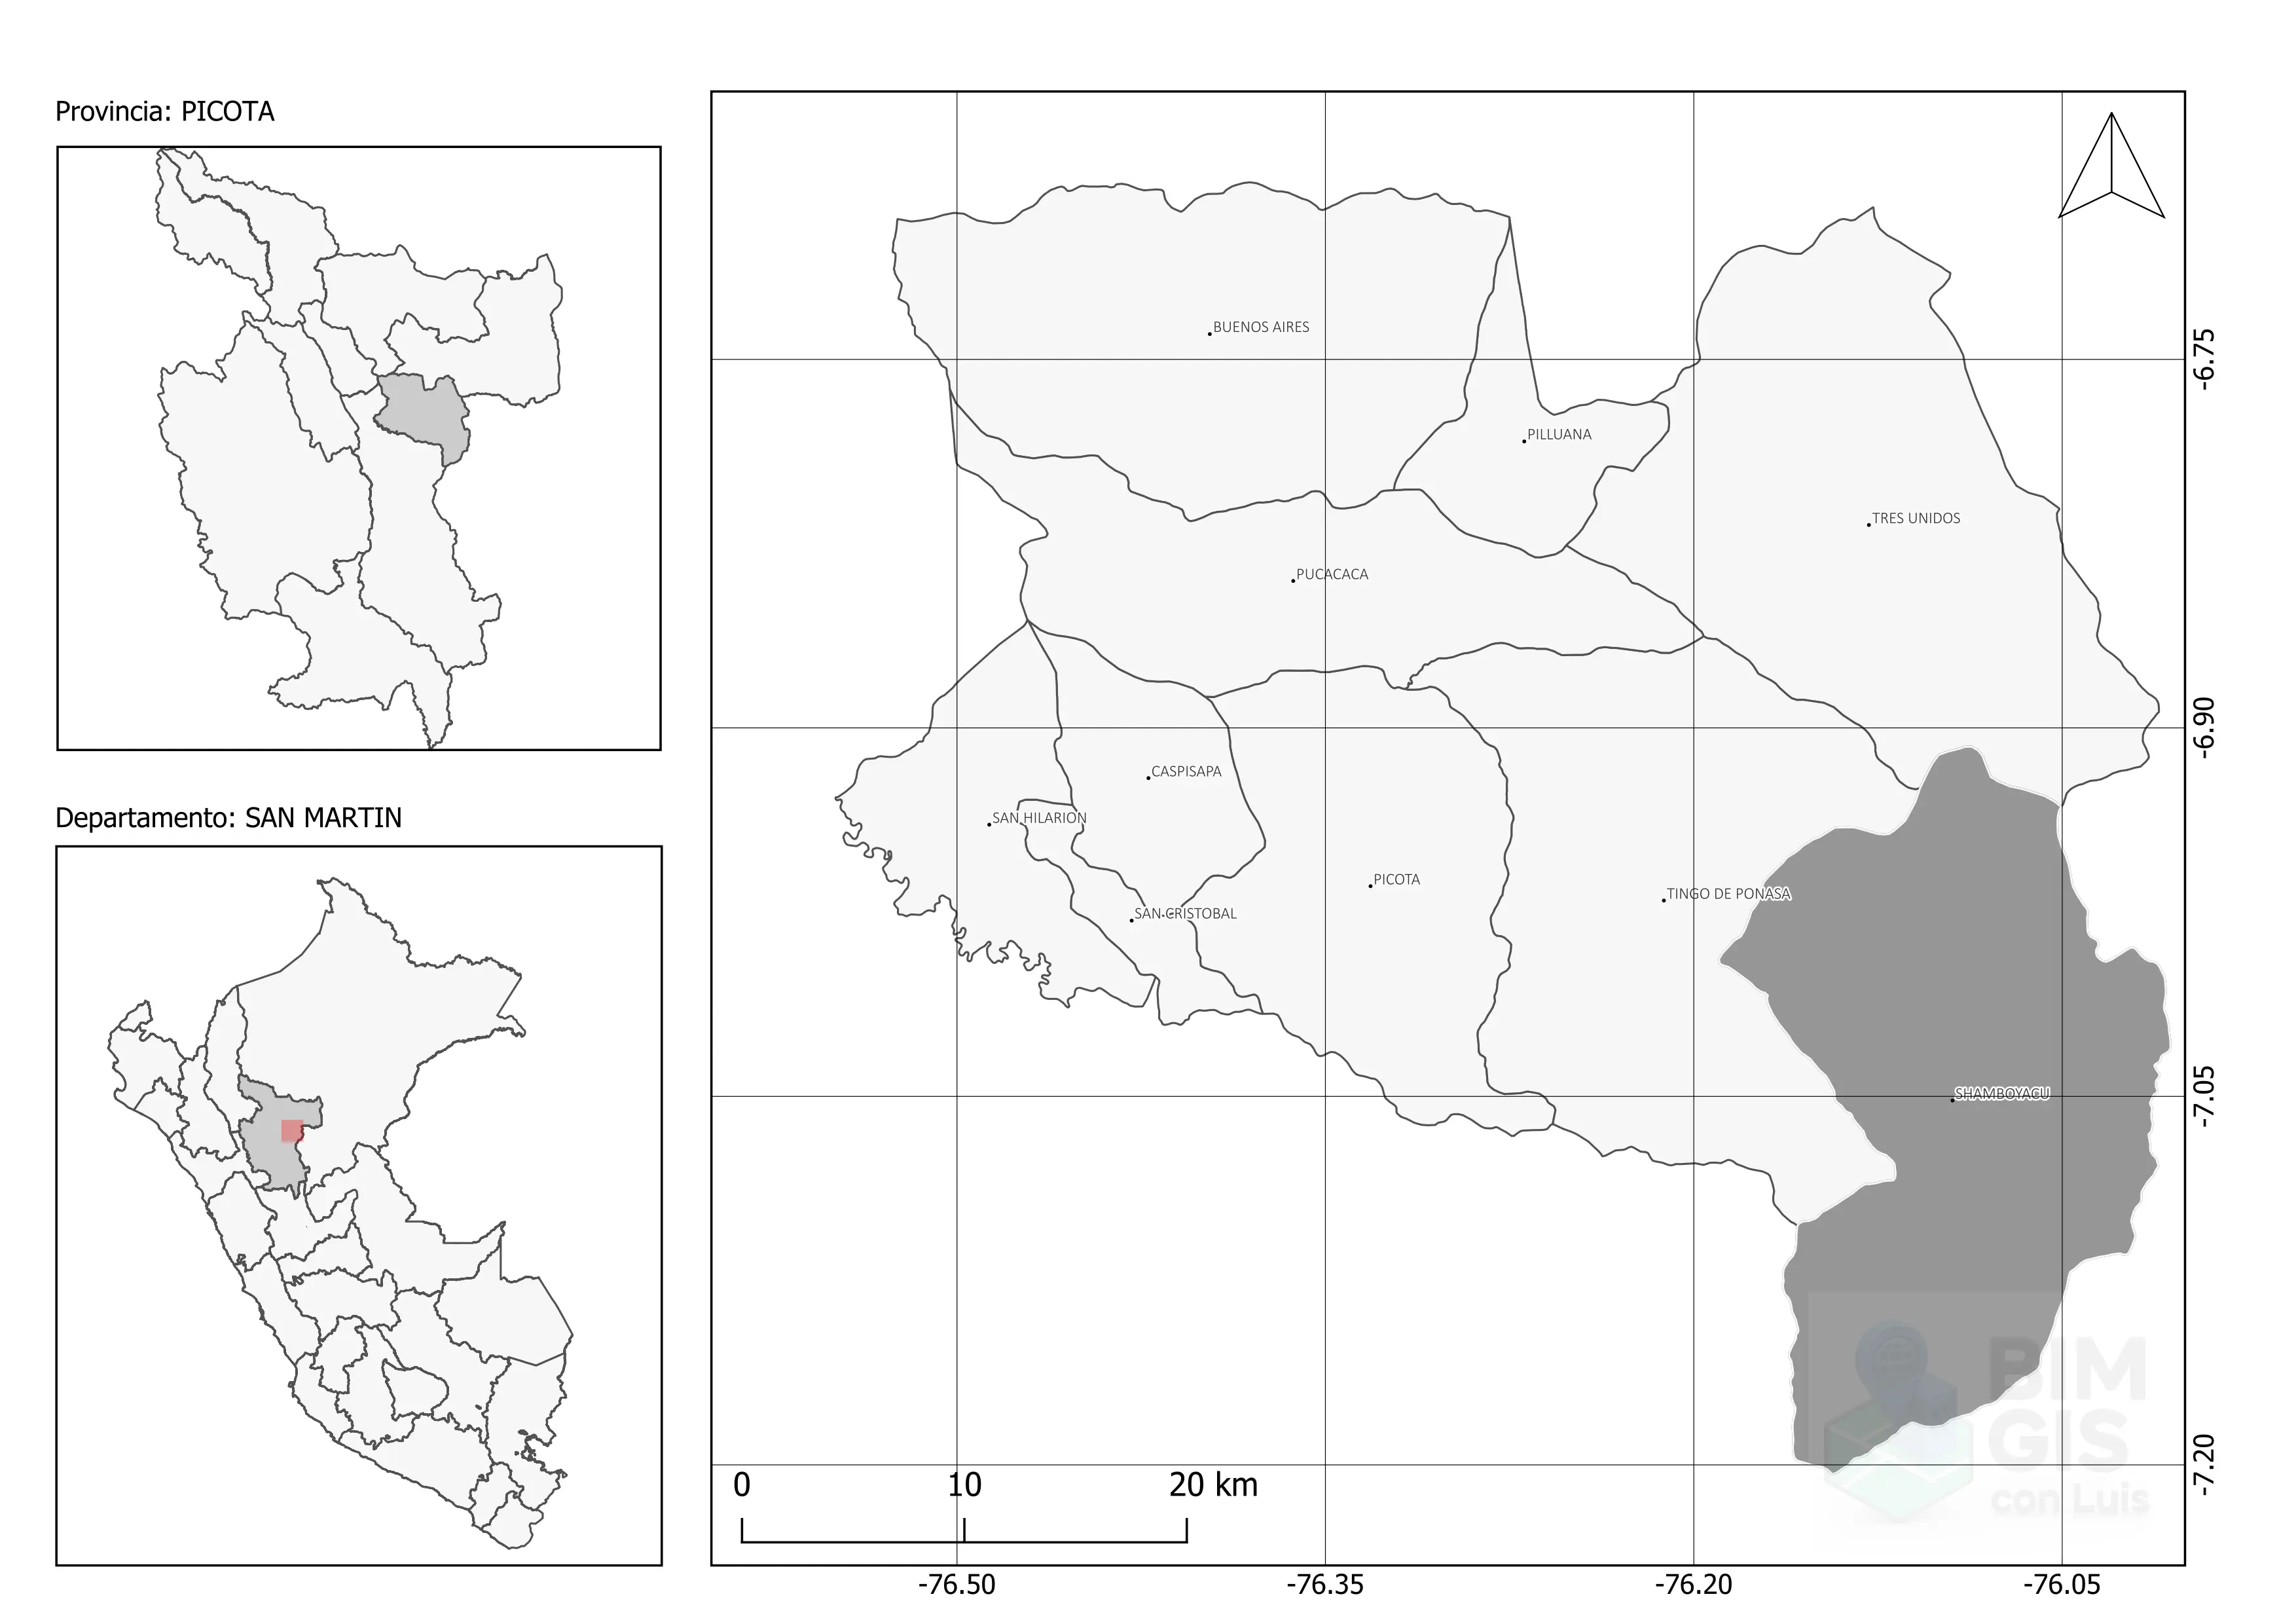 Provincia: PICOTA
Departamento: SAN MARTIN
BUENOS AIRES
PILLUANA
TRES UNIDOS
PUCACACA
CASPISAPA
SAN HILARION
PICOTA
TINGO DE PONASA
SAN CRISTOBAL
SHAMBOYACU
-6.75
-6.90
-7.05
-7.20
0 10 20 km
-76.50 -76.35 -76.20 -76.05
BIM
GIS
con Luis